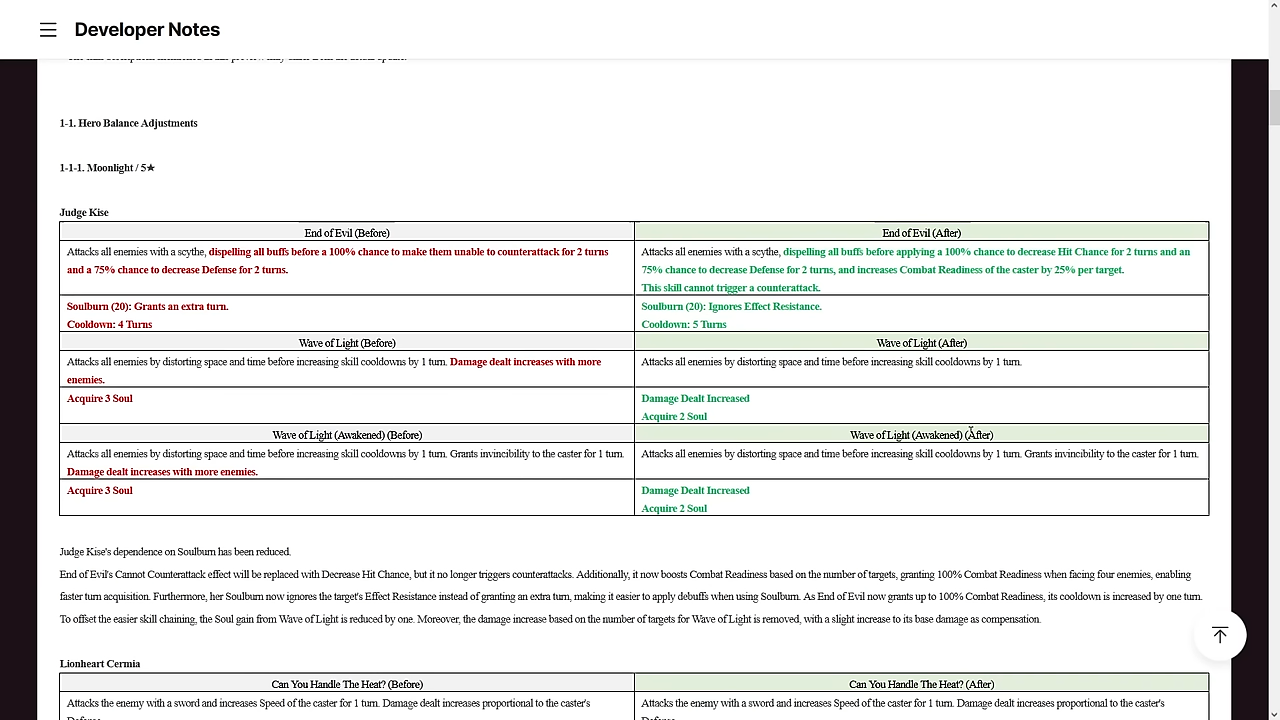 Developer Notes
1-1. Hero Balance Adjustments
1-1-1. Moonlight / 5★
Judge Kise
End of Evil (Before)
End of Evil (After)
Attacks all enemies with a scythe, dispelling all buffs before a 100% chance to make them unable to counterattack for 2 turns
and a 75% chance to decrease Defense for 2 turns.
Attacks all enemies with a scythe, dispelling all buffs before applying a 100% chance to decrease Hit Chance for 2 turns and an
75% chance to decrease Defense for 2 turns, and increases Combat Readiness of the caster by 25% per target.
This skill cannot trigger a counterattack.
Soulburn (20): Grants an extra turn.
Cooldown: 4 Turns
Soulburn (20): Ignores Effect Resistance.
Cooldown: 5 Turns
Wave of Light (Before)
Wave of Light (After)
Attacks all enemies by distorting space and time before increasing skill cooldowns by 1 turn. Damage dealt increases with more
enemies.
Attacks all enemies by distorting space and time before increasing skill cooldowns by 1 turn.
Acquire 3 Soul
Damage Dealt Increased
Acquire 2 Soul
Wave of Light (Awakened) (Before)
Wave of Light (Awakened) (After)
Attacks all enemies by distorting space and time before increasing skill cooldowns by 1 turn. Grants invincibility to the caster for 1 turn.
Damage dealt increases with more enemies.
Attacks all enemies by distorting space and time before increasing skill cooldowns by 1 turn. Grants invincibility to the caster for 1 turn.
Acquire 3 Soul
Damage Dealt Increased
Acquire 2 Soul
Judge Kise's dependence on Soulburn has been reduced.
End of Evil's Cannot Counterattack effect will be replaced with Decrease Hit Chance, but it no longer triggers counterattacks. Additionally, it now boosts Combat Readiness based on the number of targets, granting 100% Combat Readiness when facing four enemies, enabling
faster turn acquisition. Furthermore, her Soulburn now ignores the target's Effect Resistance instead of granting an extra turn, making it easier to apply debuffs when using Soulburn. As End of Evil now grants up to 100% Combat Readiness, its cooldown is increased by one turn.
To offset the easier skill chaining, the Soul gain from Wave of Light is reduced by one. Moreover, the damage increase based on the number of targets for Wave of Light is removed, with a slight increase to its base damage as compensation.
Lionheart Cermia
Can You Handle The Heat? (Before)
Can You Handle The Heat? (After)
Attacks the enemy with a sword and increases Speed of the caster for 1 turn. Damage dealt increases proportional to the caster's
Attacks the enemy with a sword and increases Speed of the caster for 1 turn. Damage dealt increases proportional to the caster's